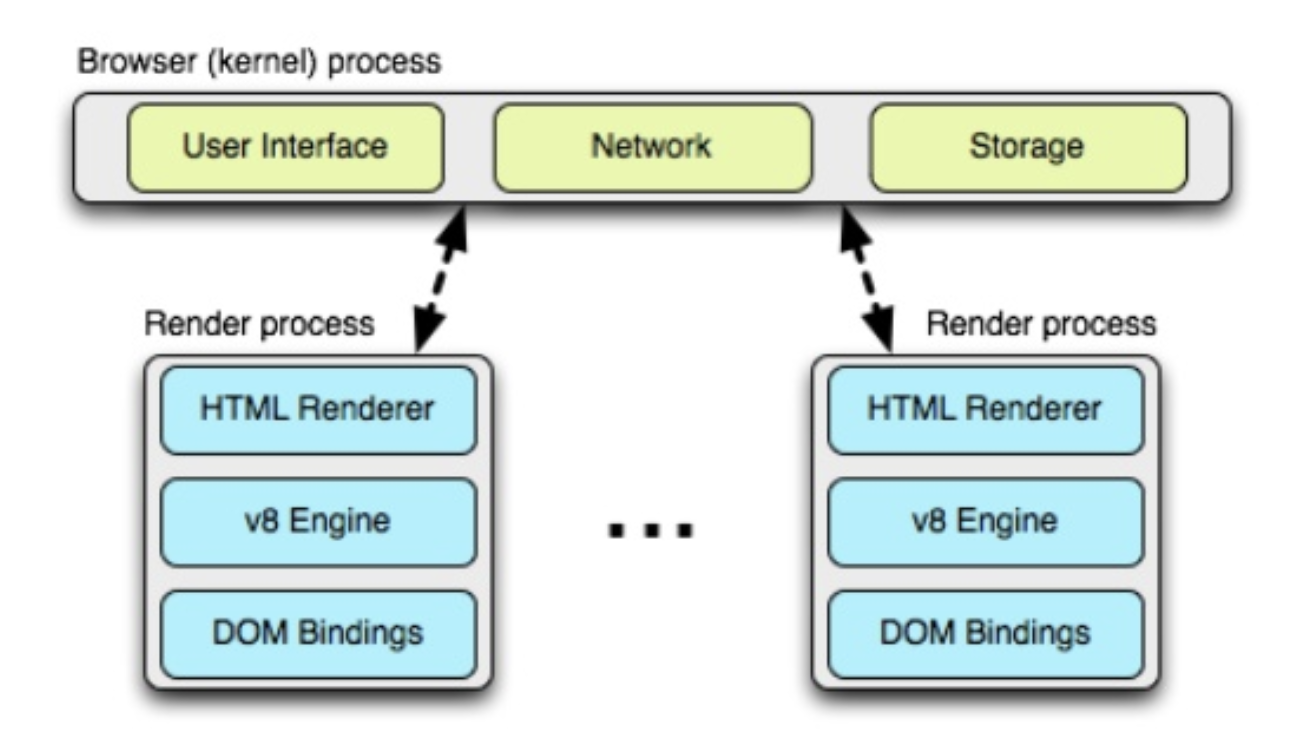 Browser (kernel) process
User Interface
Network
Storage
Render process
Render process
HTML Renderer
v8 Engine
DOM Bindings
...
HTML Renderer
v8 Engine
DOM Bindings